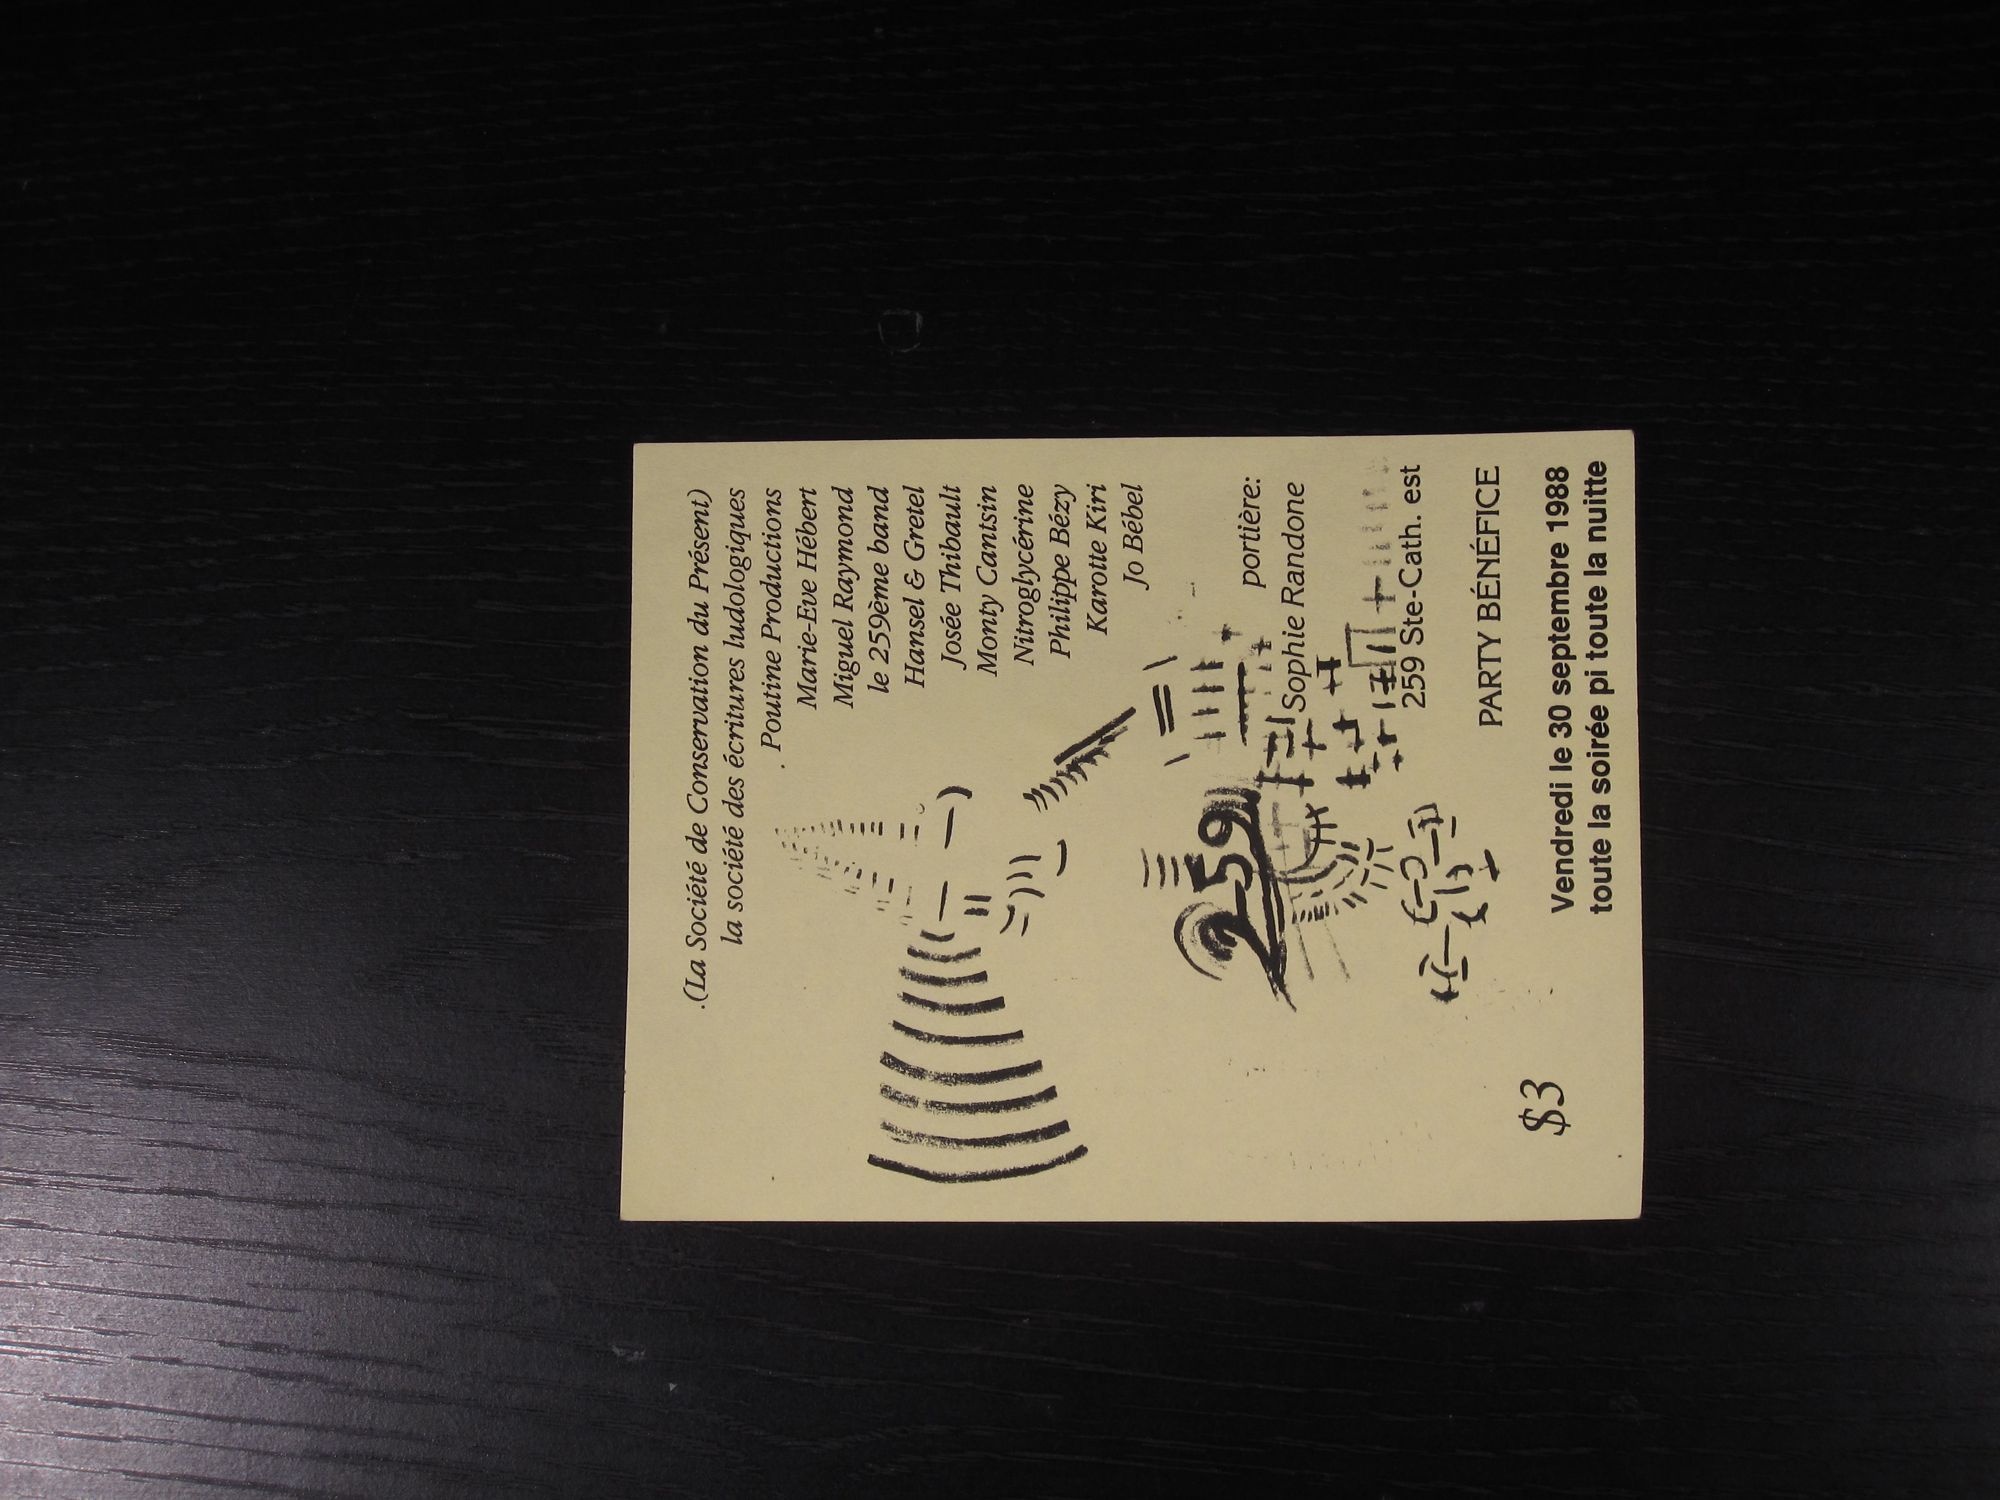 .(La Société de Conservation du Présent)
la société des écritures ludologiques
Poutine Productions
Marie-Eve Hébert
Miguel Raymond
le 259ème band
Hansel & Gretel
Josée Thibault
Monty Cantsin
Nitroglycérine
Philippe Bézy
Karotte Kiri
Jo Bébel
259
portière:
Sophie Randone
259 Ste-Cath. est
PARTY BÉNÉFICE
$3
Vendredi le 30 septembre 1988
toute la soirée pi toute la nuitte